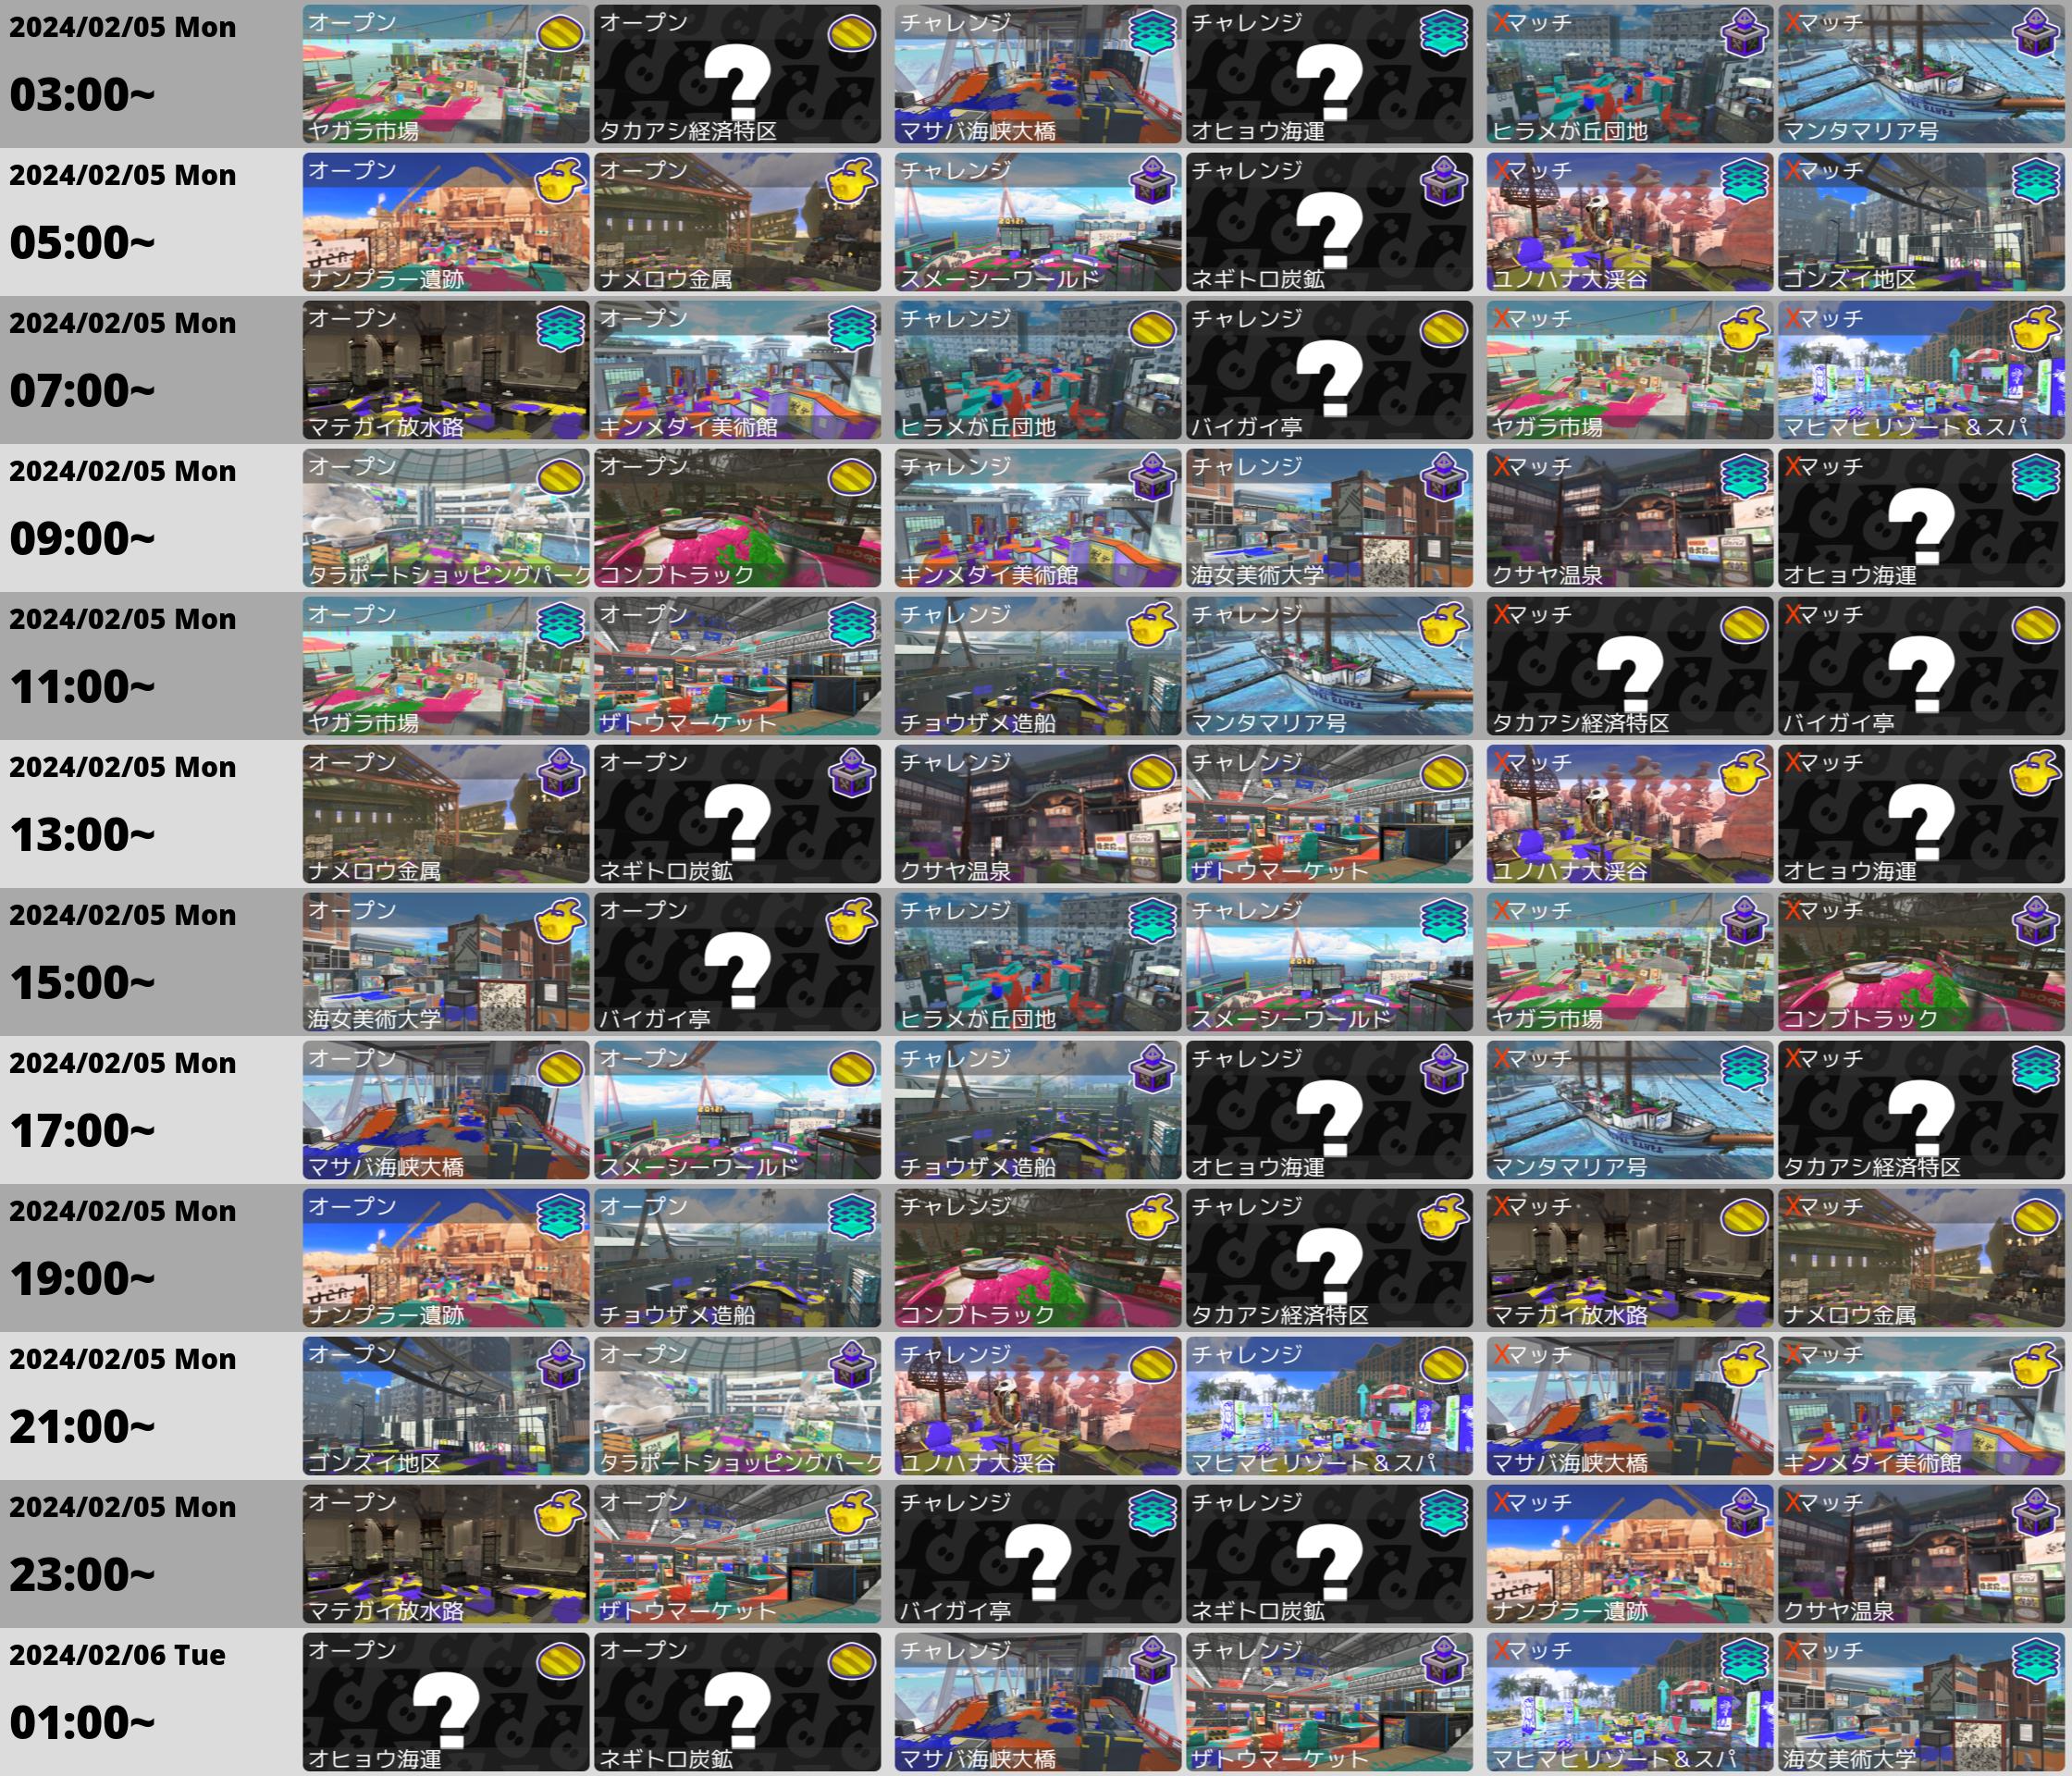 2024/02/05 Mon
03:00~
オープン
ヤガラ市場
オープン
タカアシ経済特区
チャレンジ
マサバ海峡大橋
チャレンジ
オヒョウ海運
Xマッチ
ヒラメが丘団地
Xマッチ
マンタマリア号
2024/02/05 Mon
05:00~
オープン
ナンプラー遺跡
オープン
ナメロウ金属
チャレンジ
スメーシーワールド
チャレンジ
ネギトロ炭鉱
Xマッチ
ユノハナ大渓谷
Xマッチ
ゴンズイ地区
2024/02/05 Mon
07:00~
オープン
マテガイ放水路
オープン
キンメダイ美術館
チャレンジ
ヒラメが丘団地
チャレンジ
バイガイ亭
Xマッチ
ヤガラ市場
Xマッチ
マヒマヒリゾート＆スパ
2024/02/05 Mon
09:00~
オープン
タラポートショッピングパーク
オープン
コンブトラック
チャレンジ
キンメダイ美術館
チャレンジ
海女美術大学
Xマッチ
クサヤ温泉
Xマッチ
オヒョウ海運
2024/02/05 Mon
11:00~
オープン
ヤガラ市場
オープン
ザトウマーケット
チャレンジ
チョウザメ造船
チャレンジ
マンタマリア号
Xマッチ
タカアシ経済特区
Xマッチ
バイガイ亭
2024/02/05 Mon
13:00~
オープン
ナメロウ金属
オープン
ネギトロ炭鉱
チャレンジ
クサヤ温泉
チャレンジ
ザトウマーケット
Xマッチ
ユノハナ大渓谷
Xマッチ
オヒョウ海運
2024/02/05 Mon
15:00~
オープン
海女美術大学
オープン
バイガイ亭
チャレンジ
ヒラメが丘団地
チャレンジ
スメーシーワールド
Xマッチ
ヤガラ市場
Xマッチ
コンブトラック
2024/02/05 Mon
17:00~
オープン
マサバ海峡大橋
オープン
スメーシーワールド
チャレンジ
チョウザメ造船
チャレンジ
オヒョウ海運
Xマッチ
マンタマリア号
Xマッチ
タカアシ経済特区
2024/02/05 Mon
19:00~
オープン
ナンプラー遺跡
オープン
チョウザメ造船
チャレンジ
コンブトラック
チャレンジ
タカアシ経済特区
Xマッチ
マテガイ放水路
Xマッチ
ナメロウ金属
2024/02/05 Mon
21:00~
オープン
ゴンズイ地区
オープン
タラポートショッピングパーク
チャレンジ
ユノハナ大渓谷
チャレンジ
マヒマヒリゾート＆スパ
Xマッチ
マサバ海峡大橋
Xマッチ
キンメダイ美術館
2024/02/05 Mon
23:00~
オープン
マテガイ放水路
オープン
ザトウマーケット
チャレンジ
バイガイ亭
チャレンジ
ネギトロ炭鉱
Xマッチ
ナンプラー遺跡
Xマッチ
クサヤ温泉
2024/02/06 Tue
01:00~
オープン
オヒョウ海運
オープン
ネギトロ炭鉱
チャレンジ
マサバ海峡大橋
チャレンジ
ザトウマーケット
Xマッチ
マヒマヒリゾート＆スパ
Xマッチ
海女美術大学